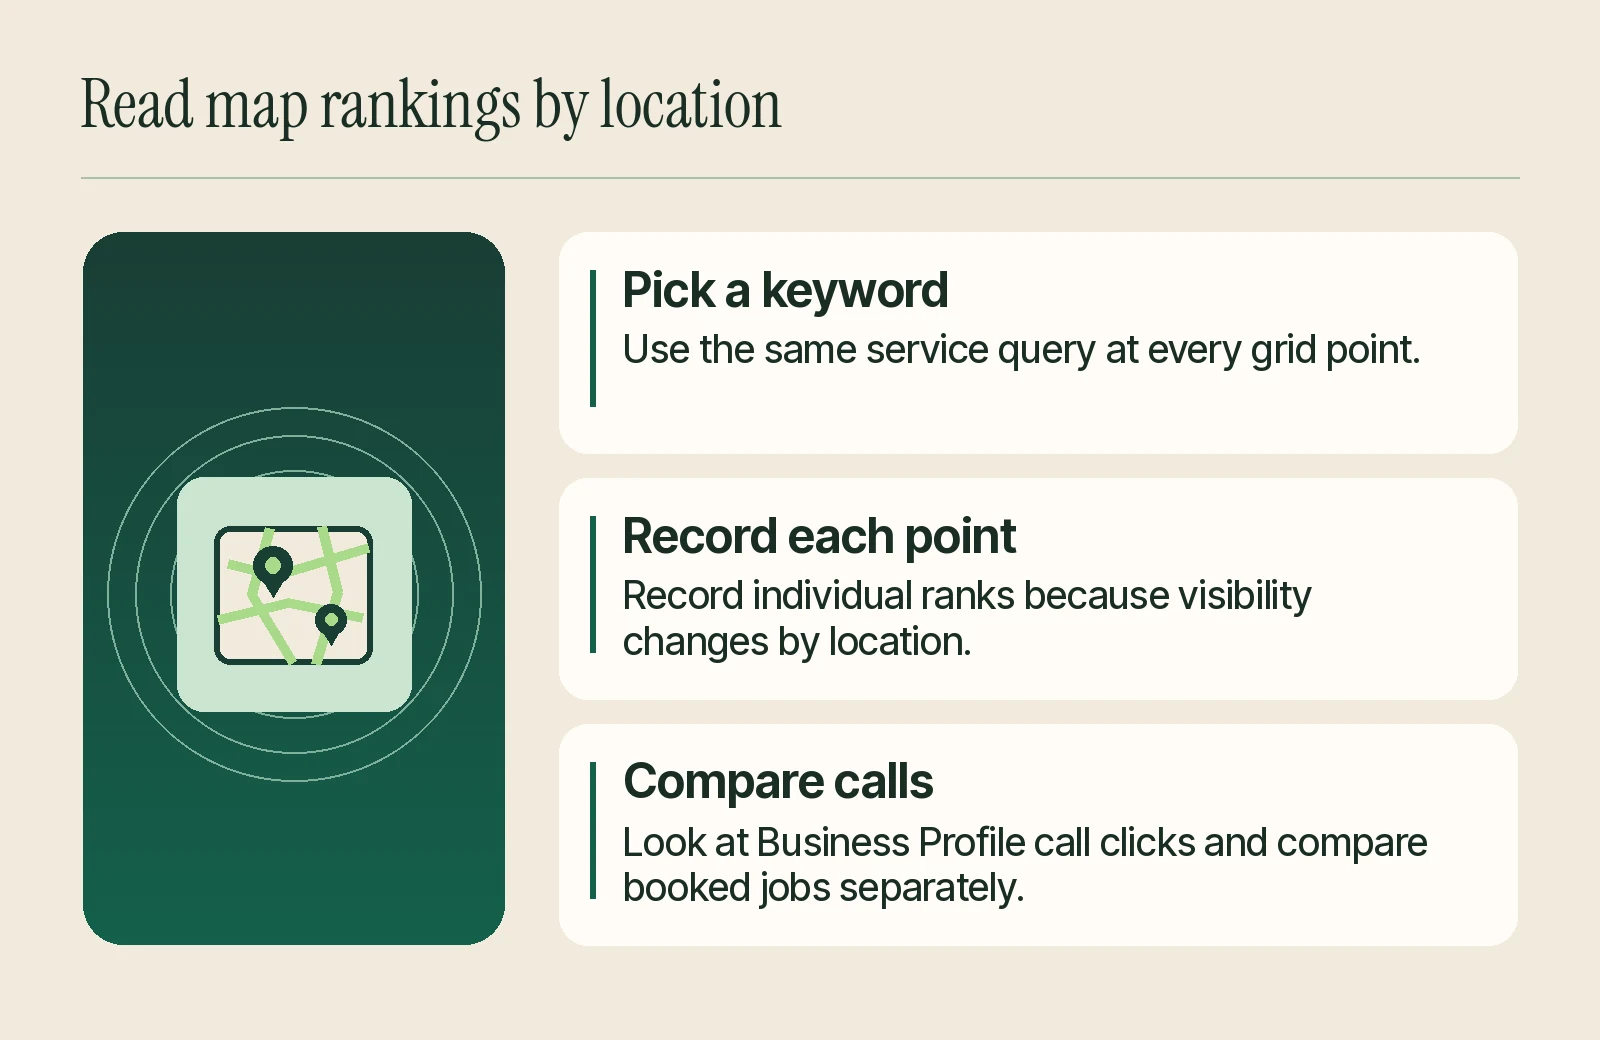 Read map rankings by location
Pick a keyword
Use the same service query at every grid point.
Record each point
Record individual ranks because visibility
changes by location.
Compare calls
Look at Business Profile call clicks and compare
booked jobs separately.